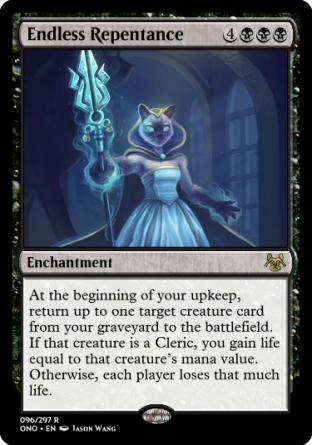 Endless Repentance 4
Enchantment
At the beginning of your upkeep,
return up to one target creature card
from your graveyard to the battlefield.
If that creature is a Cleric, you gain life
equal to that creature's mana value.
Otherwise, each player loses that much
life.
096/297 R
ONO • EN Jason Wang